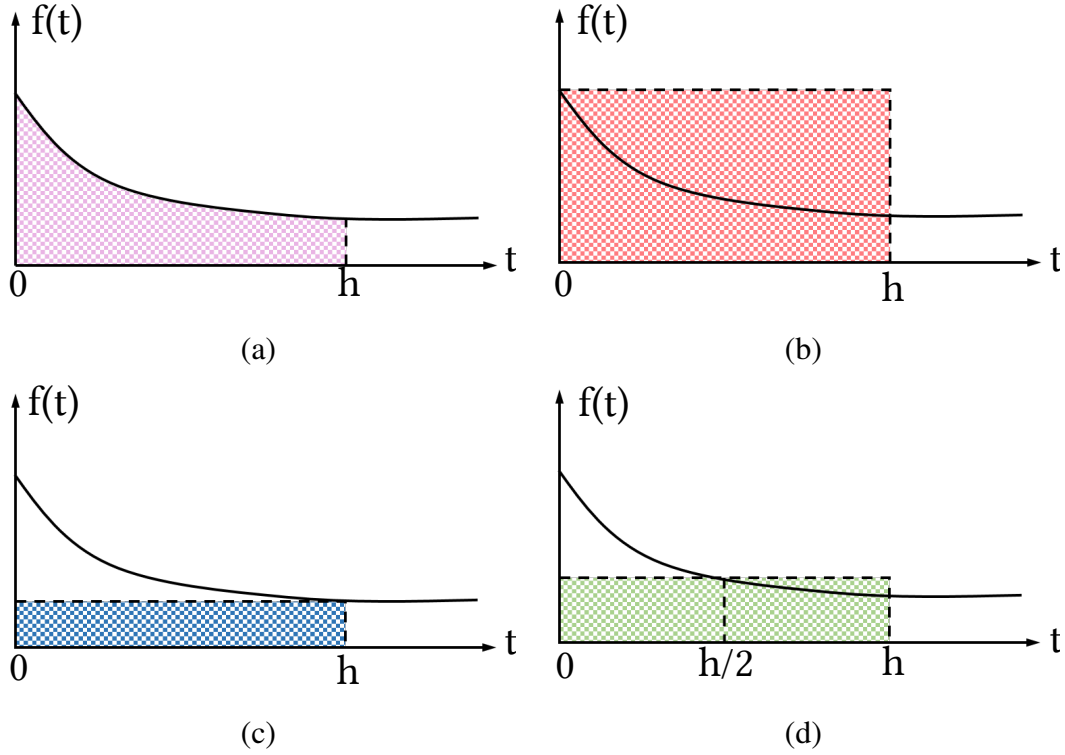 f(t) f(t)
t t
0 h 0 h
(a) (b)
f(t) f(t)
t t
0 h 0 h/2 h
(c) (d)